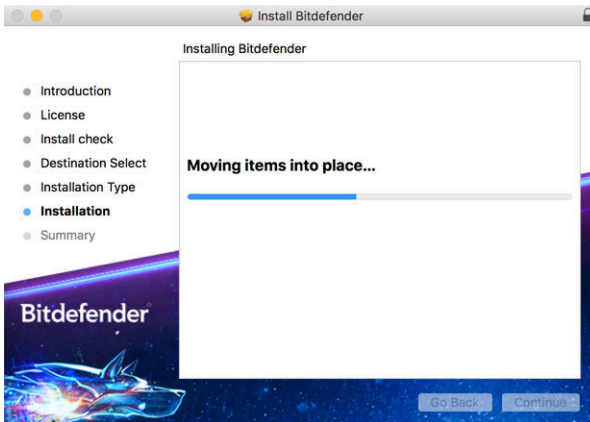 Install Bitdefender
Installing Bitdefender
Introduction
License
Install check
Destination Select
Installation Type
Installation
Summary
Moving items into place...
Bitdefender
Go Back
Continue